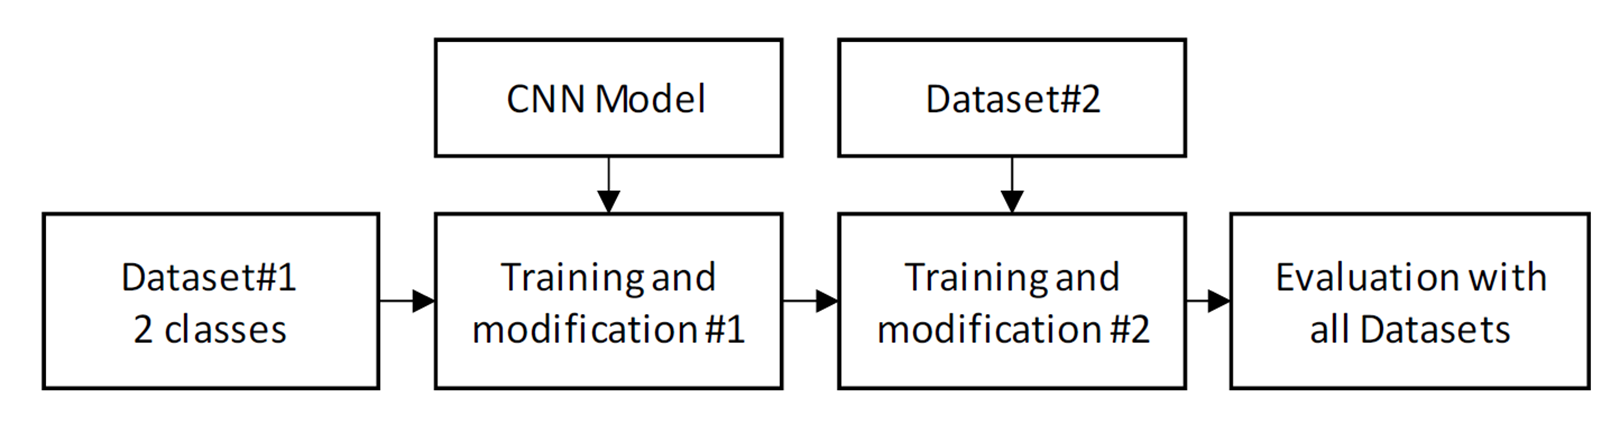 CNN Model
Dataset#2
Dataset#1
2 classes
Training and
modification #1
Training and
modification #2
Evaluation with
all Datasets